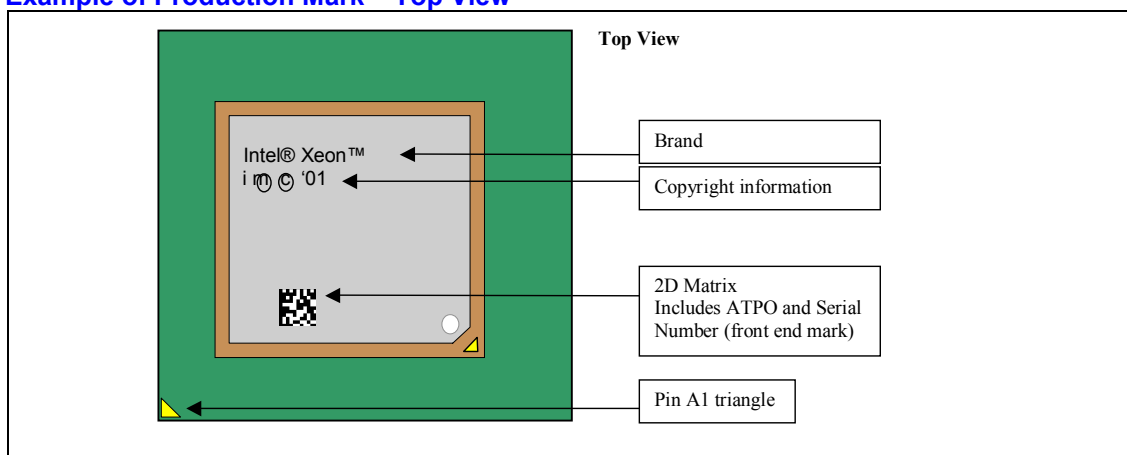 Example of Production Mark – Top View
Top View
Intel® Xeon™
i m c '01
Brand
Copyright information
2D Matrix
Includes ATPO and Serial
Number (front end mark)
Pin A1 triangle